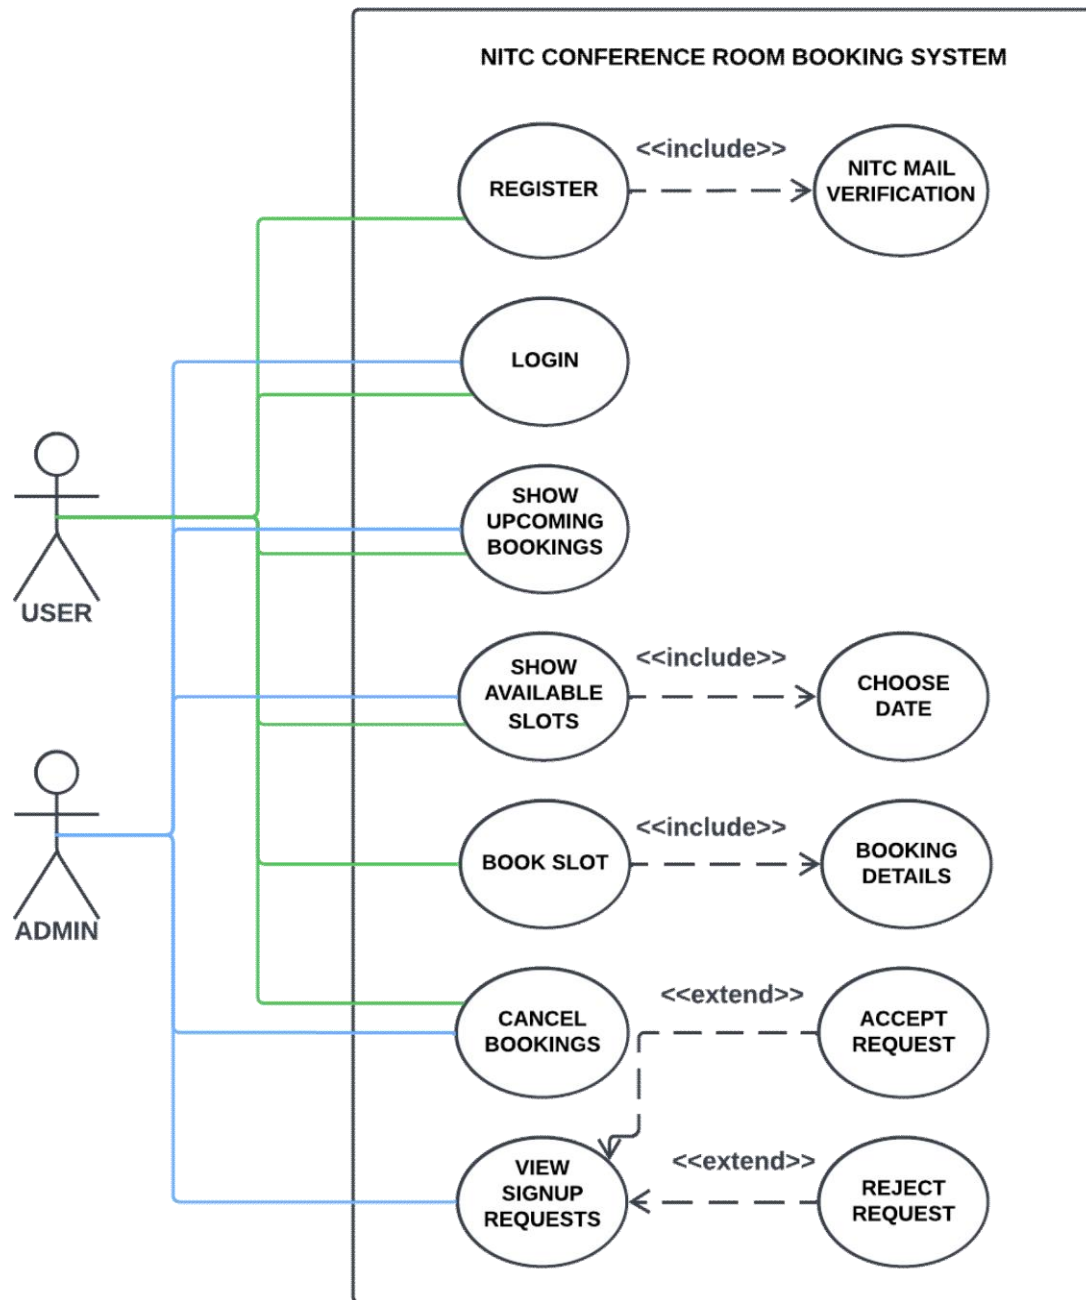 NITC CONFERENCE ROOM BOOKING SYSTEM
REGISTER
<<include>>
NITC MAIL
VERIFICATION
LOGIN
SHOW
UPCOMING
BOOKINGS
USER
SHOW
AVAILABLE
SLOTS
<<include>>
CHOOSE
DATE
ADMIN
BOOK SLOT
<<include>>
BOOKING
DETAILS
CANCEL
BOOKINGS
<<extend>>
ACCEPT
REQUEST
VIEW
SIGNUP
REQUESTS
<<extend>>
REJECT
REQUEST